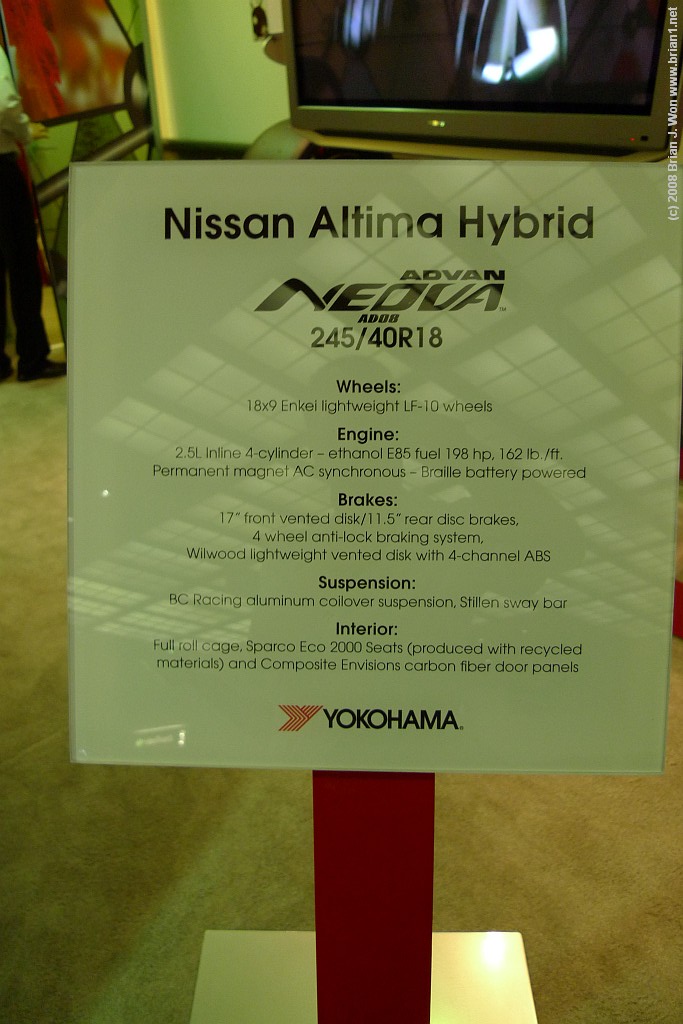 (c) 2008 Brian J. Won www.brian1.net
Nissan Altima Hybrid
ADVAN
NEOVA™
AD08
245/40R18
Wheels:
18x9 Enkei lightweight LF-10 wheels
Engine:
2.5L Inline 4-cylinder – ethanol E85 fuel 198 hp, 162 lb./ft.
Permanent magnet AC synchronous – Braille battery powered
Brakes:
17" front vented disk/11.5" rear disc brakes,
4 wheel anti-lock braking system,
Wilwood lightweight vented disk with 4-channel ABS
Suspension:
BC Racing aluminum coilover suspension, Stillen sway bar
Interior:
Full roll cage, Sparco Eco 2000 Seats (produced with recycled
materials) and Composite Envisions carbon fiber door panels
YOKOHAMA®